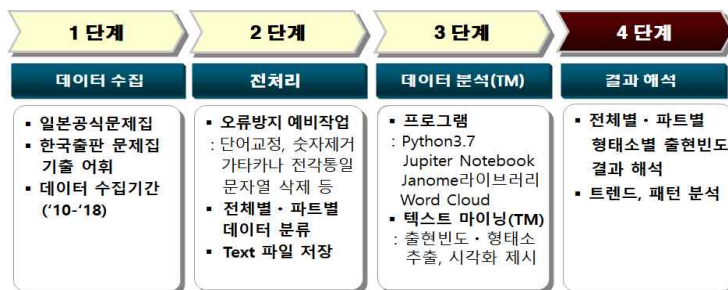 1 단계
2 단계
3 단계
4 단계
데이터 수집
전처리
데이터 분석(TM)
결과 해석
▪ 일본공식문제집
▪ 한국출판 문제집
기출 어휘
▪ 데이터 수집기간
('10-'18)
▪ 오류방지 예비작업
: 단어교정, 숫자제거
가타카나 전각통일
문자열 삭제 등
▪ 전체별・파트별
데이터 분류
▪ Text 파일 저장
▪ 프로그램
: Python3.7
Jupiter Notebook
Janome라이브러리
Word Cloud
▪ 텍스트 마이닝(TM)
: 출현빈도・형태소
추출, 시각화 제시
▪ 전체별・파트별
형태소별 출현빈도
결과 해석
▪ 트렌드, 패턴 분석